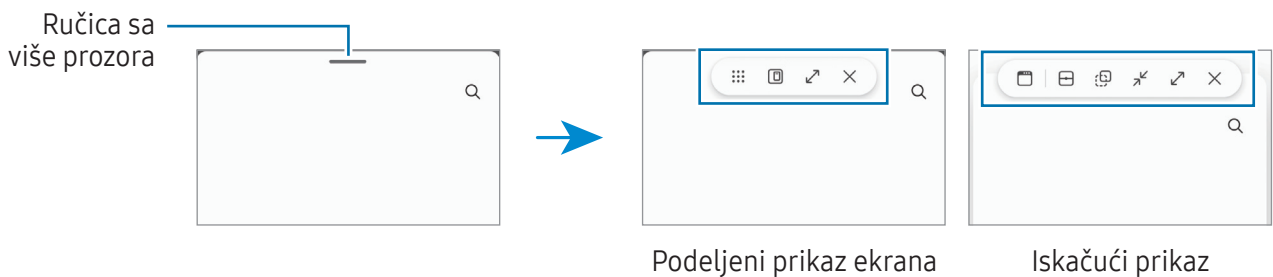 Ručica sa
više prozora
Podeljeni prikaz ekrana
Iskačući prikaz